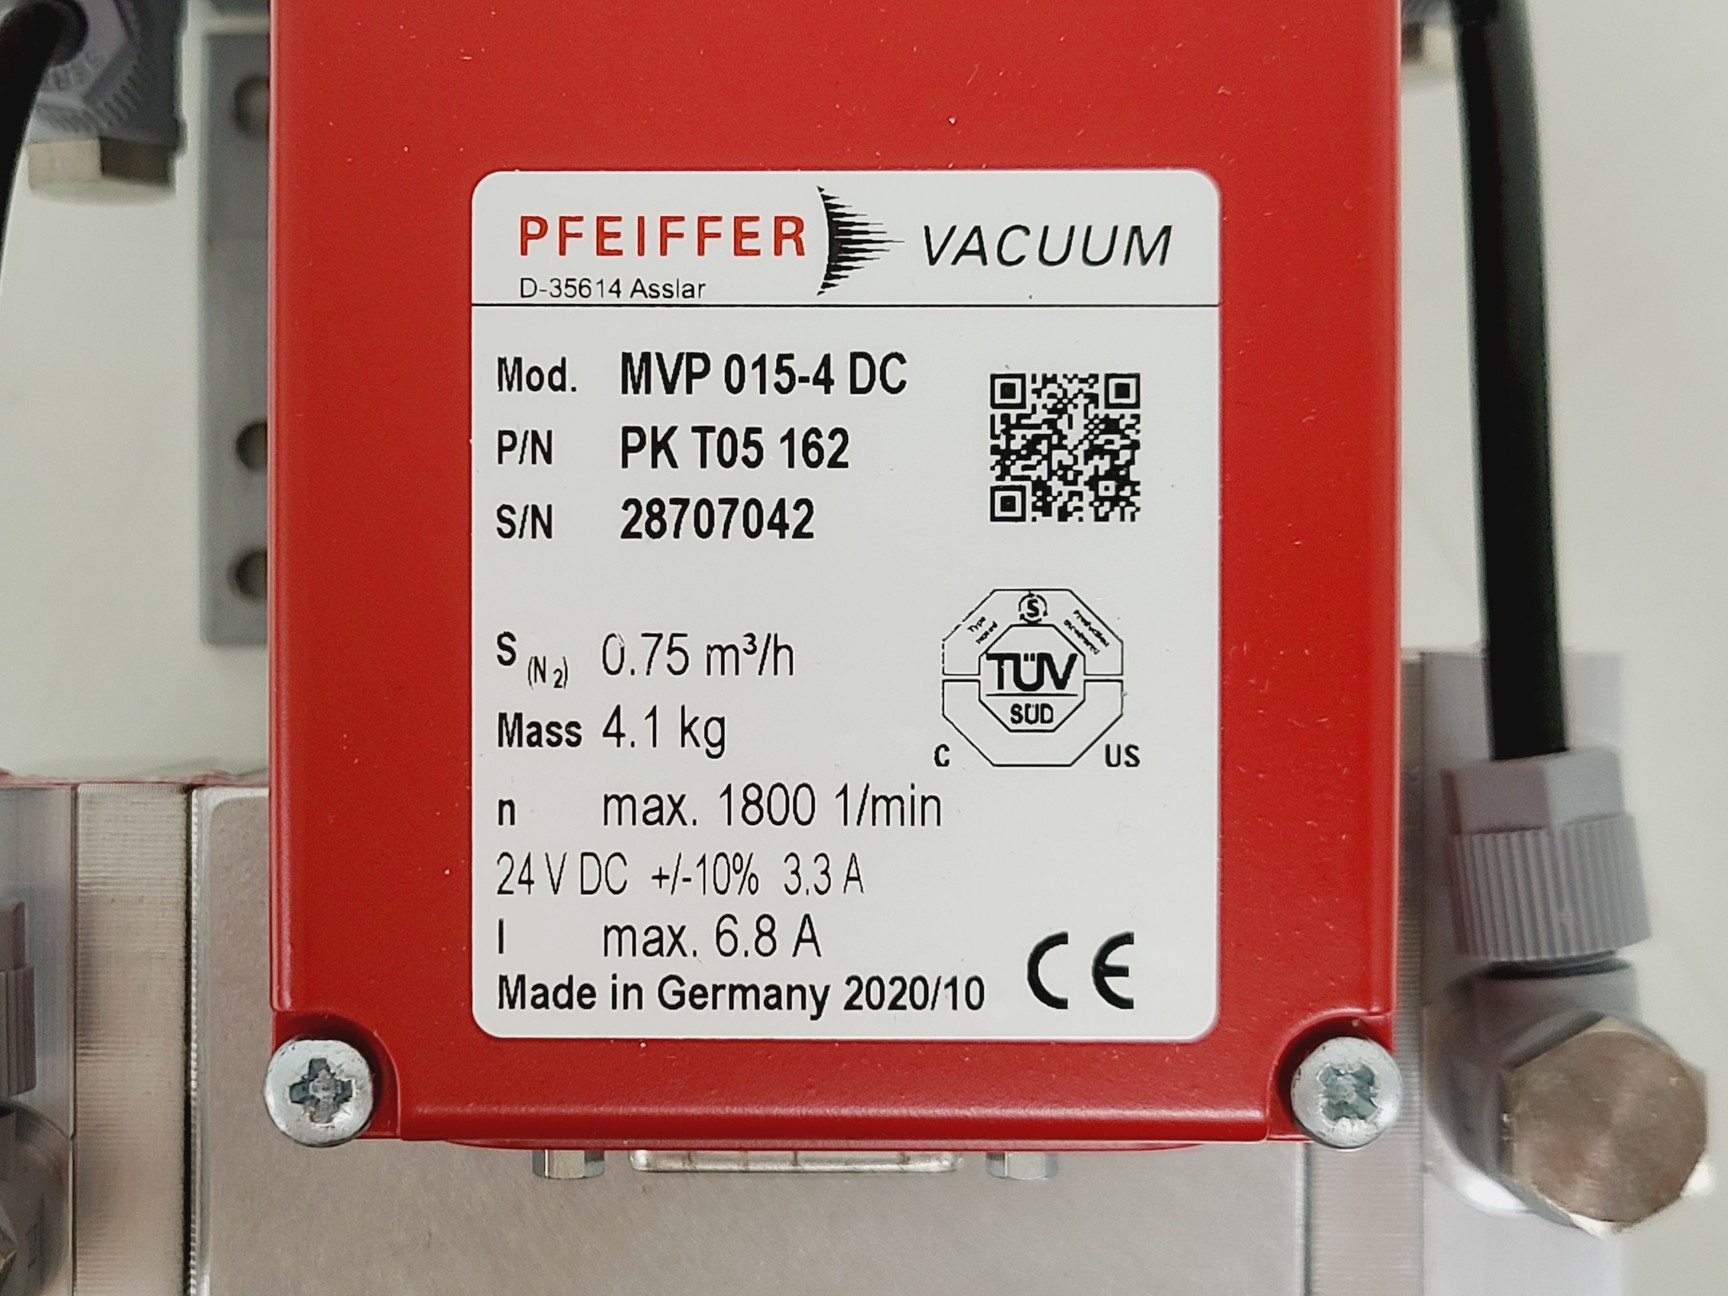 PFEIFFER VACUUM
D-35614 Asslar
Mod. MVP 015-4 DC
P/N PK T05 162
S/N 28707042
S (N2) 0.75 m³/h
Mass 4.1 kg
n max. 1800 1/min
24 V DC +/-10% 3.3 A
I max. 6.8 A
Made in Germany 2020/10
CE
S
TÜV
SÜD
C US